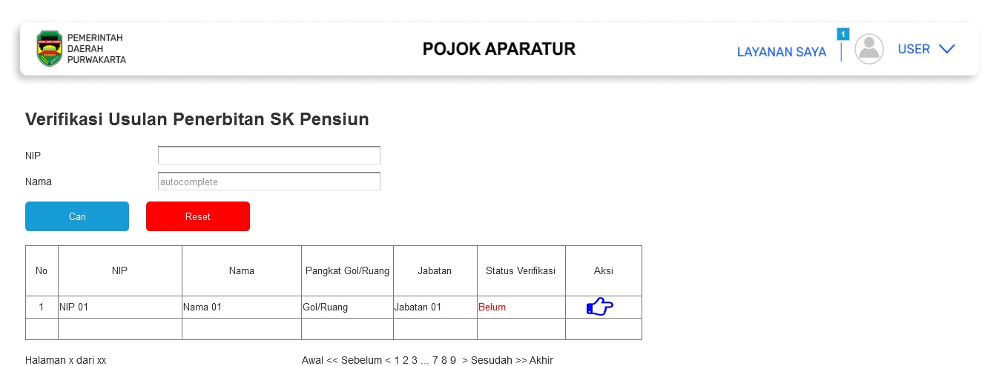 PEMERINTAH
DAERAH
PURWAKARTA
POJOK APARATUR
LAYANAN SAYA
1
USER
Verifikasi Usulan Penerbitan SK Pensiun
NIP
Nama autocomplete
Cari Reset
No NIP Nama Pangkat Gol/Ruang Jabatan Status Verifikasi Aksi
1 NIP 01 Nama 01 Gol/Ruang Jabatan 01 Belum
Halaman x dari xx Awal << Sebelum < 1 2 3 ... 7 8 9 > Sesudah >> Akhir